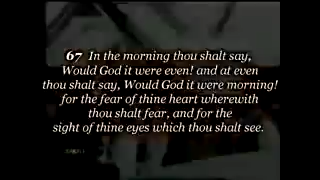 67 In the morning thou shalt say,
Would God it were even! and at even
thou shalt say, Would God it were morning!
for the fear of thine heart wherewith
thou shalt fear, and for the
sight of thine eyes which thou shalt see.